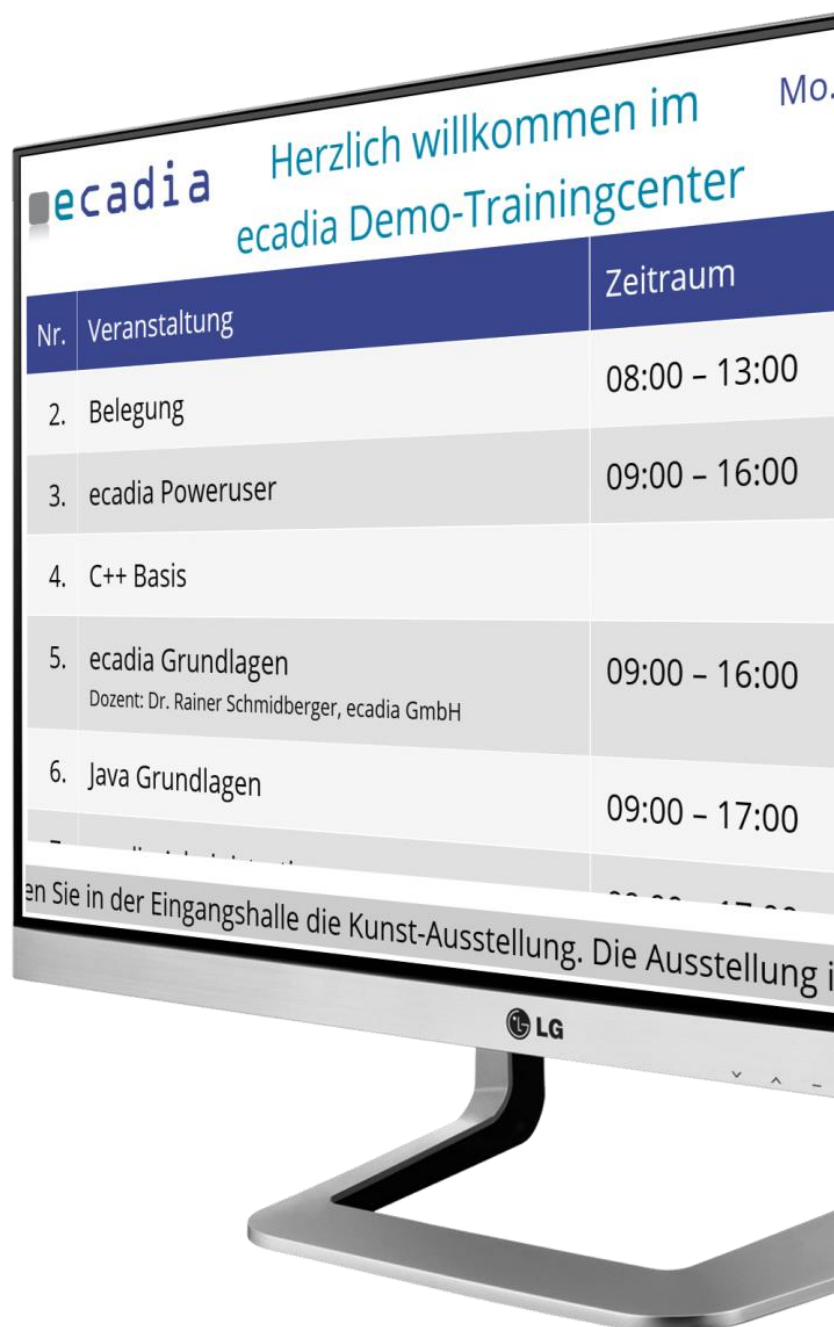 ecadia
Herzlich willkommen im
ecadia Demo-Trainingcenter
Mo.
Nr. Veranstaltung Zeitraum
2. Belegung 08:00 – 13:00
3. ecadia Poweruser 09:00 – 16:00
4. C++ Basis
5. ecadia Grundlagen 09:00 – 16:00
Dozent: Dr. Rainer Schmidberger, ecadia GmbH
6. Java Grundlagen 09:00 – 17:00
en Sie in der Eingangshalle die Kunst-Ausstellung. Die Ausstellung i
LG